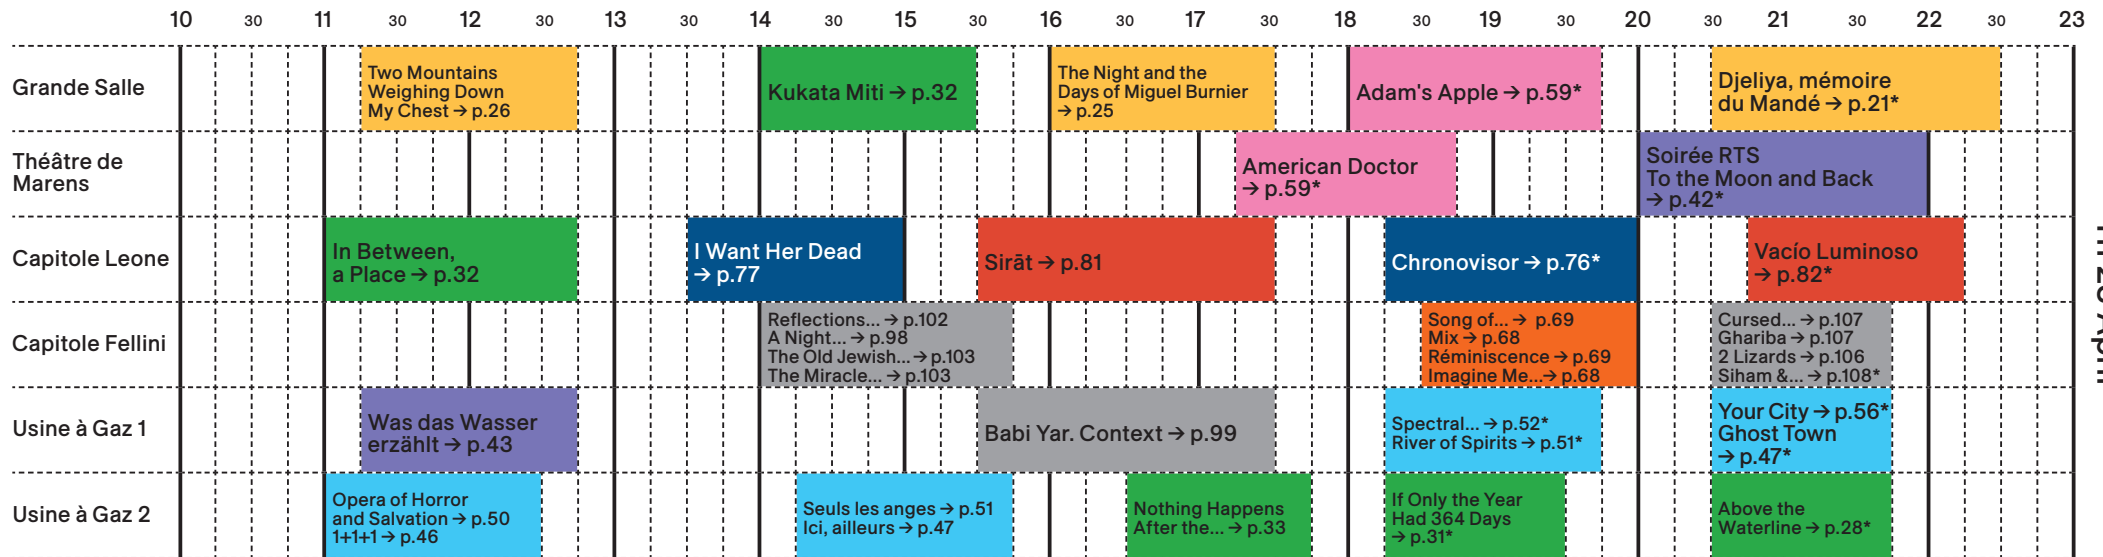 10 30 11 30 12 30 13 30 14 30 15 30 16 30 17 30 18 30 19 30 20 30 21 30 22 30 23
Grande Salle
Two Mountains
Weighing Down
My Chest → p.26
Kukata Miti → p.32
The Night and the
Days of Miguel Burnier
→ p.25
Adam's Apple → p.59*
Djeliya, mémoire
du Mandé → p.21*
Théâtre de
Marens
American Doctor
→ p.59*
Soirée RTS
To the Moon and Back
→ p.42*
Capitole Leone
In Between,
a Place → p.32
I Want Her Dead
→ p.77
Sirāt → p.81
Chronovisor → p.76*
Vacío Luminoso
→ p.82*
Capitole Fellini
Reflections... → p.102
A Night... → p.98
The Old Jewish... → p.103
The Miracle... → p.103
Song of... → p.69
Mix → p.68
Réminiscence → p.69
Imagine Me... → p.68
Cursed... → p.107
Ghariba → p.107
2 Lizards → p.106
Siham &... → p.108*
Usine à Gaz 1
Was das Wasser
erzählt → p.43
Babi Yar. Context → p.99
Spectral... → p.52*
River of Spirits → p.51*
Your City → p.56*
Ghost Town
→ p.47*
Usine à Gaz 2
Opera of Horror
and Salvation → p.50
1+1+1 → p.46
Seuls les anges → p.51
Ici, ailleurs → p.47
Nothing Happens
After the... → p.33
If Only the Year
Had 364 Days
→ p.31*
Above the
Waterline → p.28*